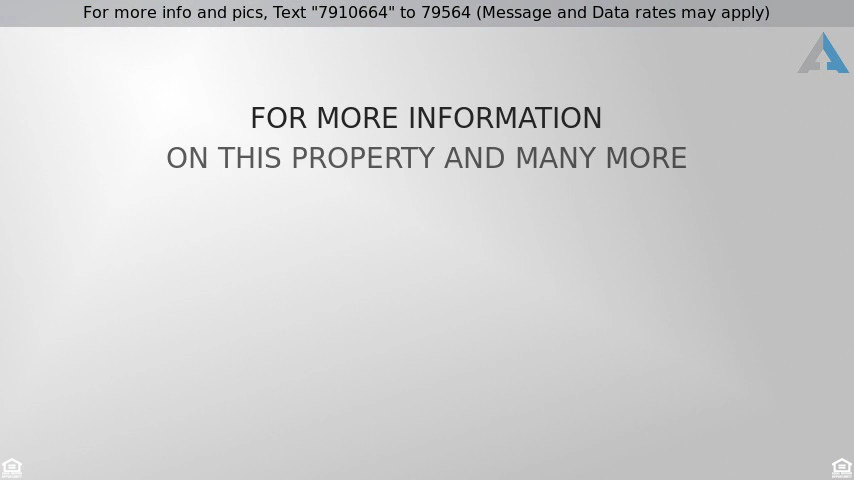 For more info and pics, Text "7910664" to 79564 (Message and Data rates may apply)
FOR MORE INFORMATION
ON THIS PROPERTY AND MANY MORE